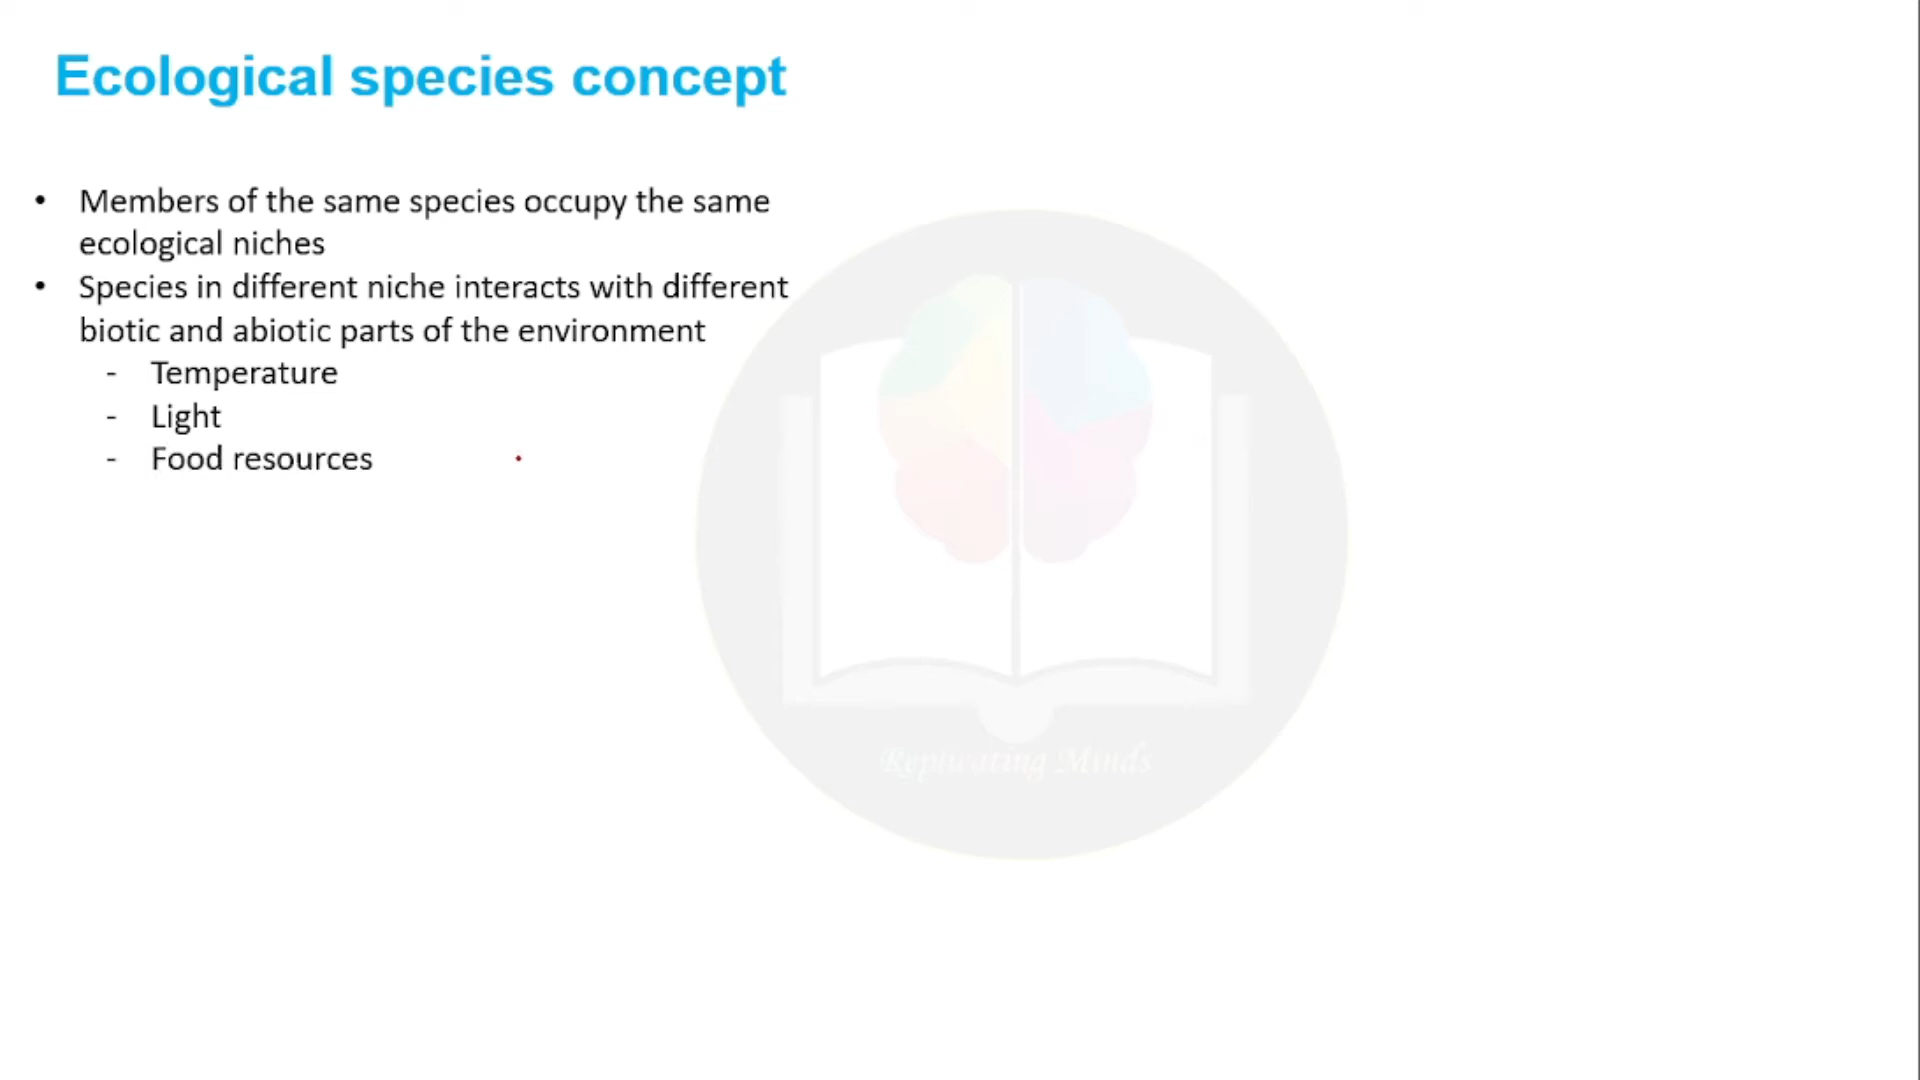 Ecological species concept
• Members of the same species occupy the same
ecological niches
• Species in different niche interacts with different
biotic and abiotic parts of the environment
- Temperature
- Light
- Food resources
Minds